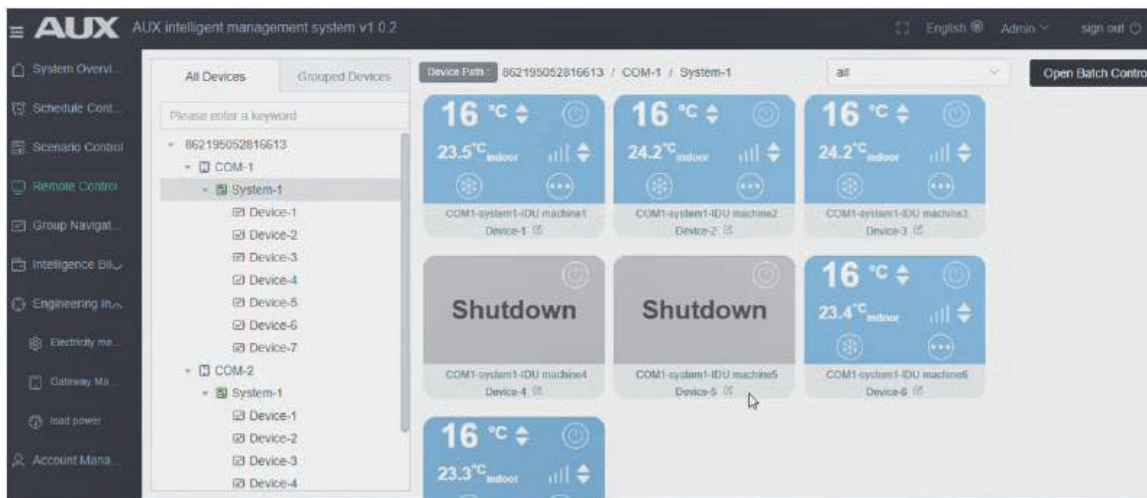 AUX AUX intelligent management system v1.0.2 English Admin sign out
System Overvi...
Schedule Cont...
Scenario Control
Remote Control
Group Navigat...
Intelligence Bil...
Engineering In...
Electricity me...
Gateway Ma...
load power
Account Mana...
All Devices Grouped Devices
Please enter a keyword
862195052816613
COM-1
System-1
Device-1
Device-2
Device-3
Device-4
Device-5
Device-6
Device-7
COM-2
System-1
Device-1
Device-2
Device-3
Device-4
Device Path : 862195052816613 / COM-1 / System-1 all Open Batch Contro
16 °C
23.5°C indoor
COM1-system1-IDU machine1
Device-1
16 °C
24.2°C indoor
COM1-system1-IDU machine2
Device-2
16 °C
24.2°C indoor
COM1-system1-IDU machine3
Device-3
Shutdown
COM1-system1-IDU machine4
Device-4
Shutdown
COM1-system1-IDU machine5
Device-5
16 °C
23.4°C indoor
COM1-system1-IDU machine6
Device-6
16 °C
23.3°C indoor